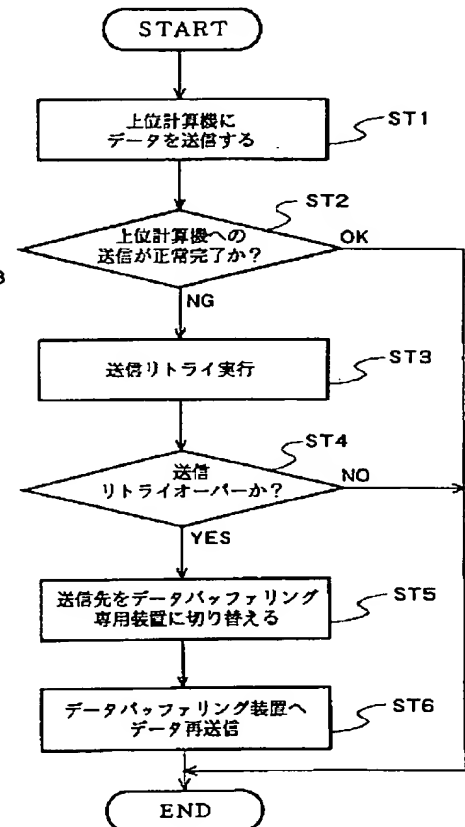 START
上位計算機に
データを送信する
ST1
ST2
上位計算機への
送信が正常完了か?
OK
NG
送信リトライ実行
ST3
ST4
送信
リトライオーバーか?
NO
YES
送信先をデータバッファリング
専用装置に切り替える
ST5
データバッファリング装置へ
データ再送信
ST6
END